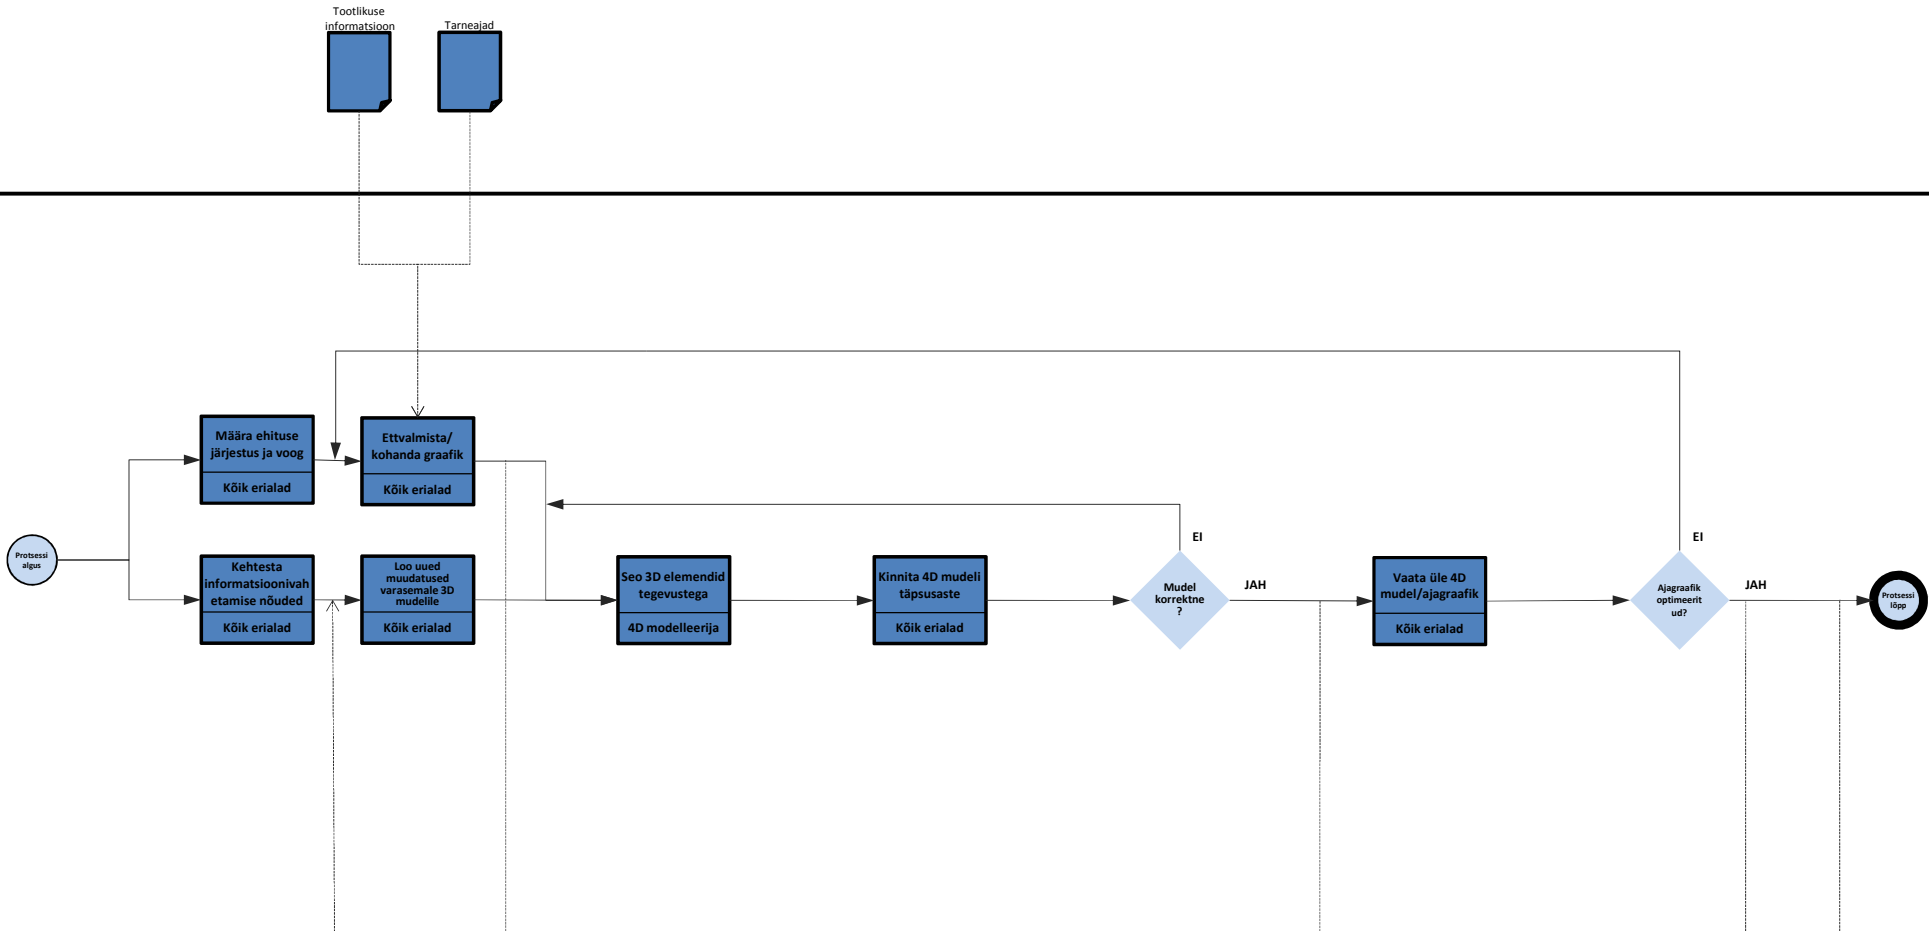 Tootlikuse
informatsioon
Tarneajad
Määra ehituse
järjestus ja voog
Kõik erialad
Ettvalmista/
kohanda graafik
Kõik erialad
Protsessi
algus
Kehtesta
informatsioonivah
etamise nõuded
Kõik erialad
Loo uued
muudatused
varasemale 3D
mudelile
Kõik erialad
Seo 3D elemendid
tegevustega
4D modelleerija
Kinnita 4D mudeli
täpsusaste
Kõik erialad
EI
Mudel
korrektne
?
JAH
Vaata üle 4D
mudel/ajagraafik
Kõik erialad
EI
Ajagraafik
optimeerit
ud?
JAH
Protsessi
lõpp